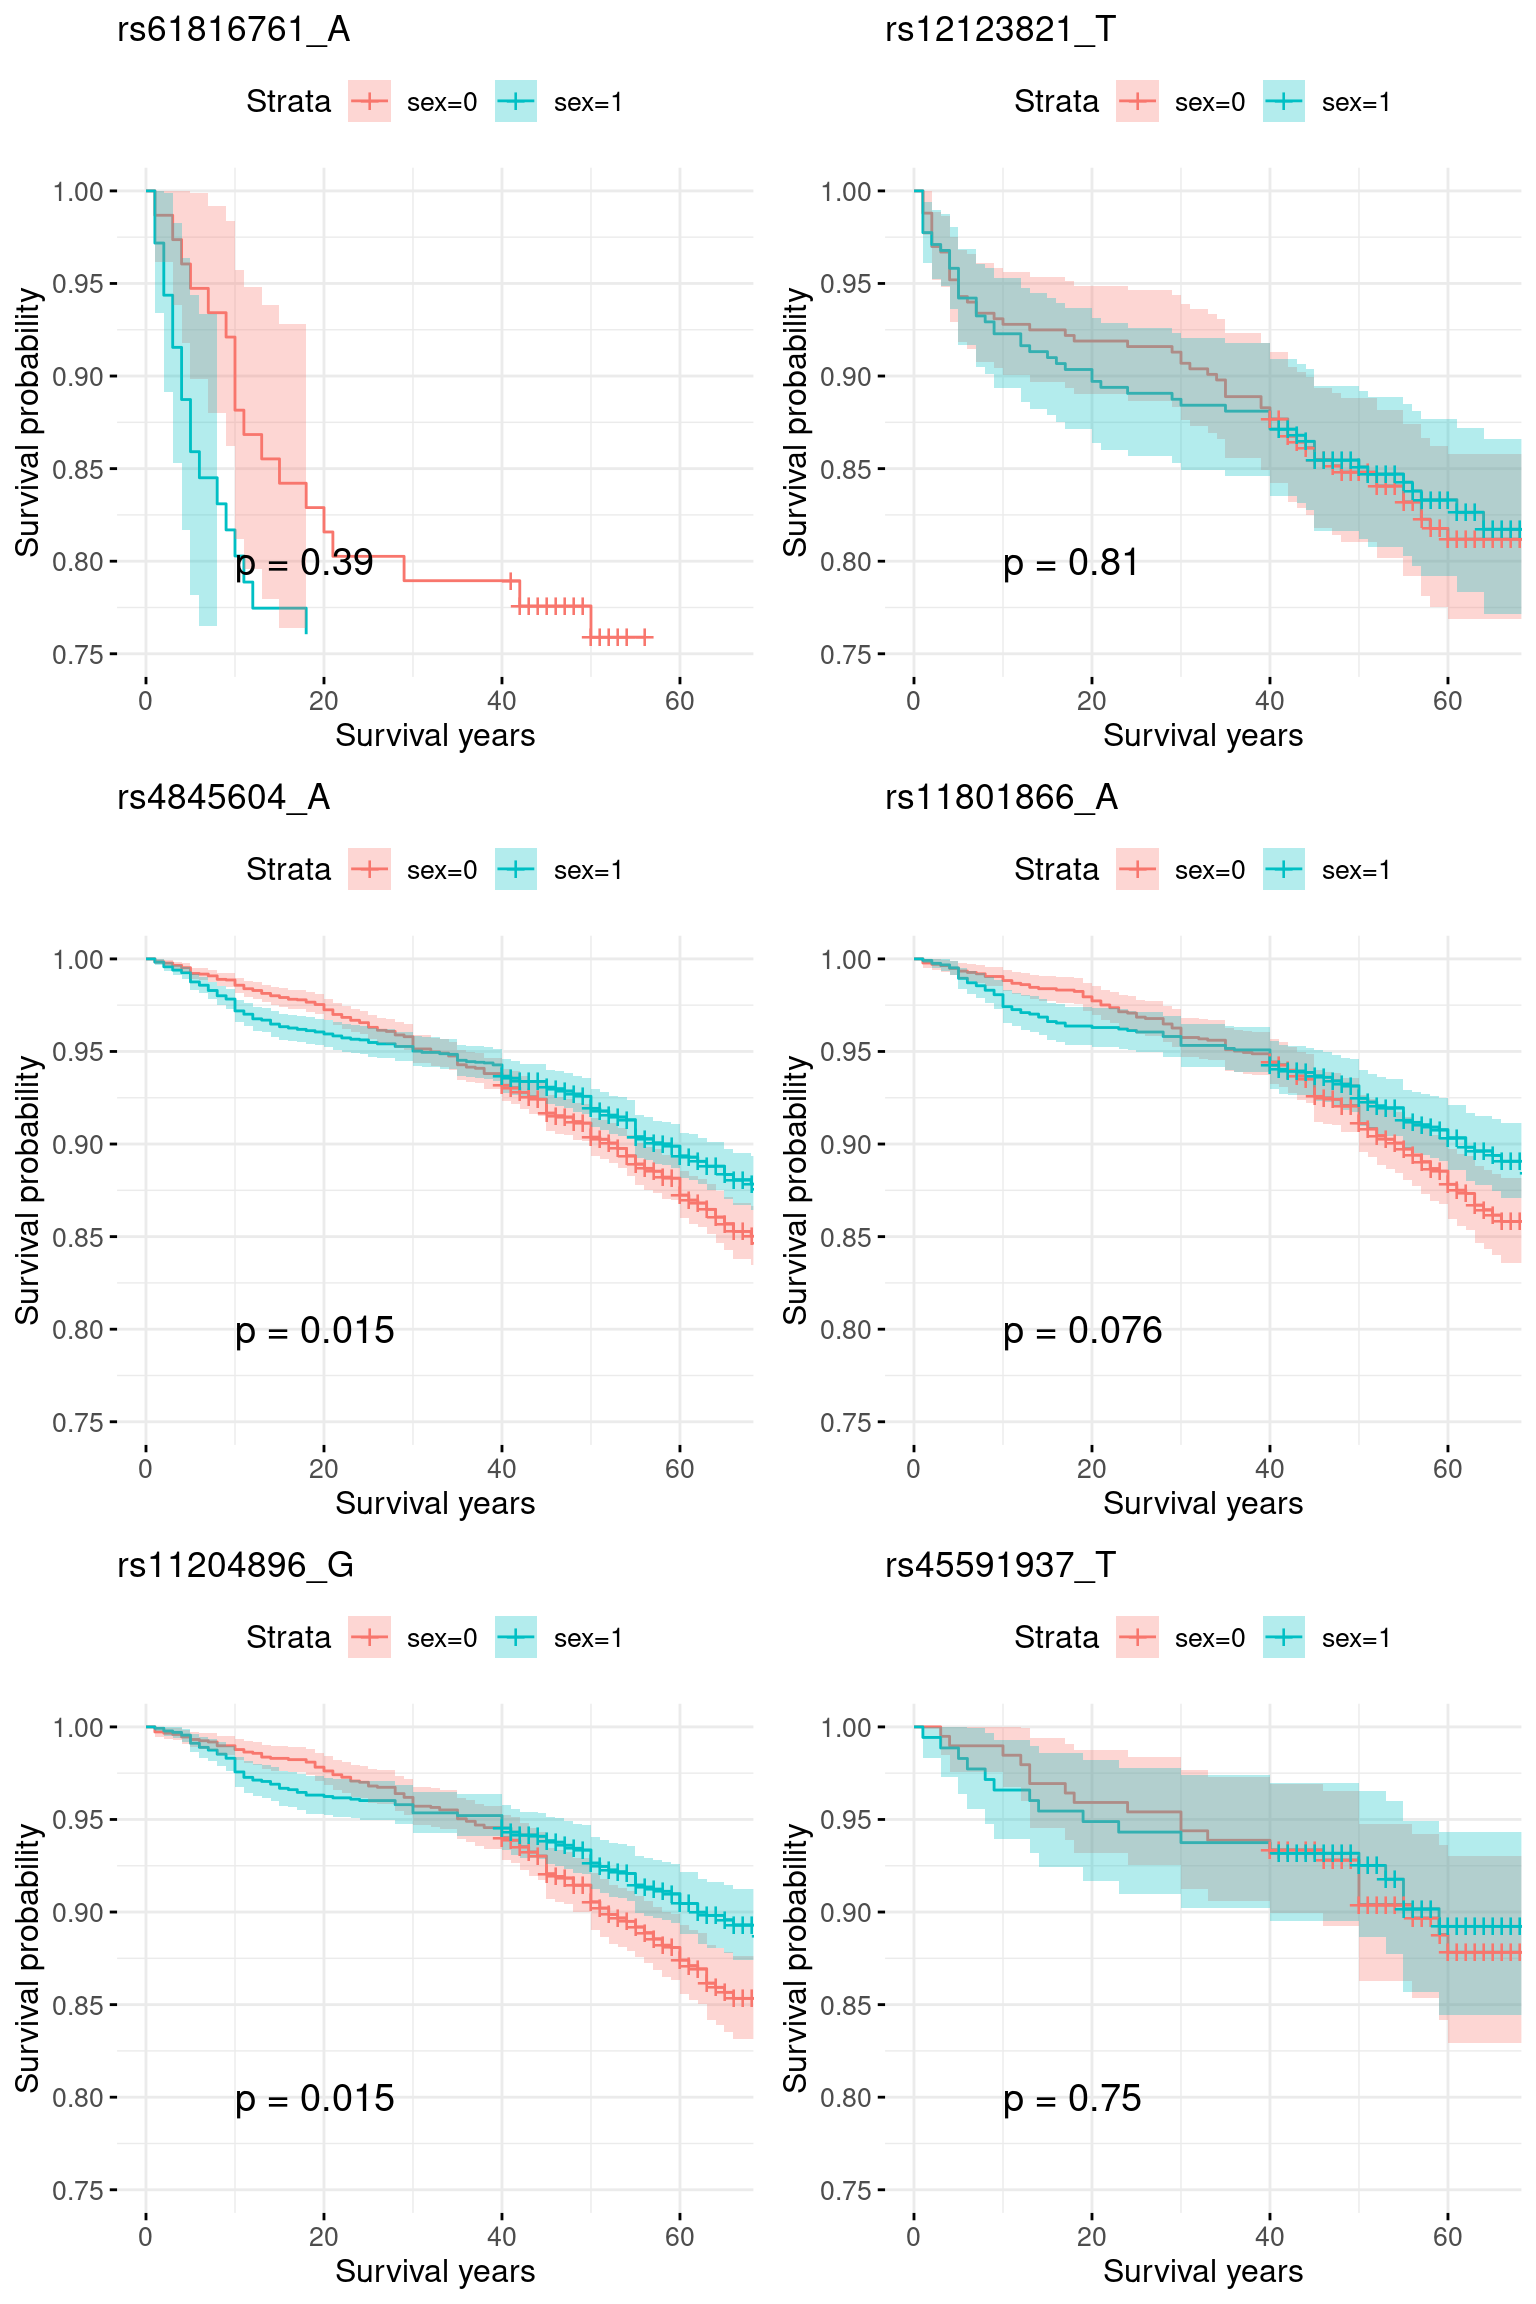 rs61816761_A
Strata sex=0 sex=1
1.00
0.95
0.90
0.85
0.80
0.75
Survival probability
p = 0.39
0 20 40 60
Survival years
rs12123821_T
Strata sex=0 sex=1
1.00
0.95
0.90
0.85
0.80
0.75
Survival probability
p = 0.81
0 20 40 60
Survival years
rs4845604_A
Strata sex=0 sex=1
1.00
0.95
0.90
0.85
0.80
0.75
Survival probability
p = 0.015
0 20 40 60
Survival years
rs11801866_A
Strata sex=0 sex=1
1.00
0.95
0.90
0.85
0.80
0.75
Survival probability
p = 0.076
0 20 40 60
Survival years
rs11204896_G
Strata sex=0 sex=1
1.00
0.95
0.90
0.85
0.80
0.75
Survival probability
p = 0.015
0 20 40 60
Survival years
rs45591937_T
Strata sex=0 sex=1
1.00
0.95
0.90
0.85
0.80
0.75
Survival probability
p = 0.75
0 20 40 60
Survival years